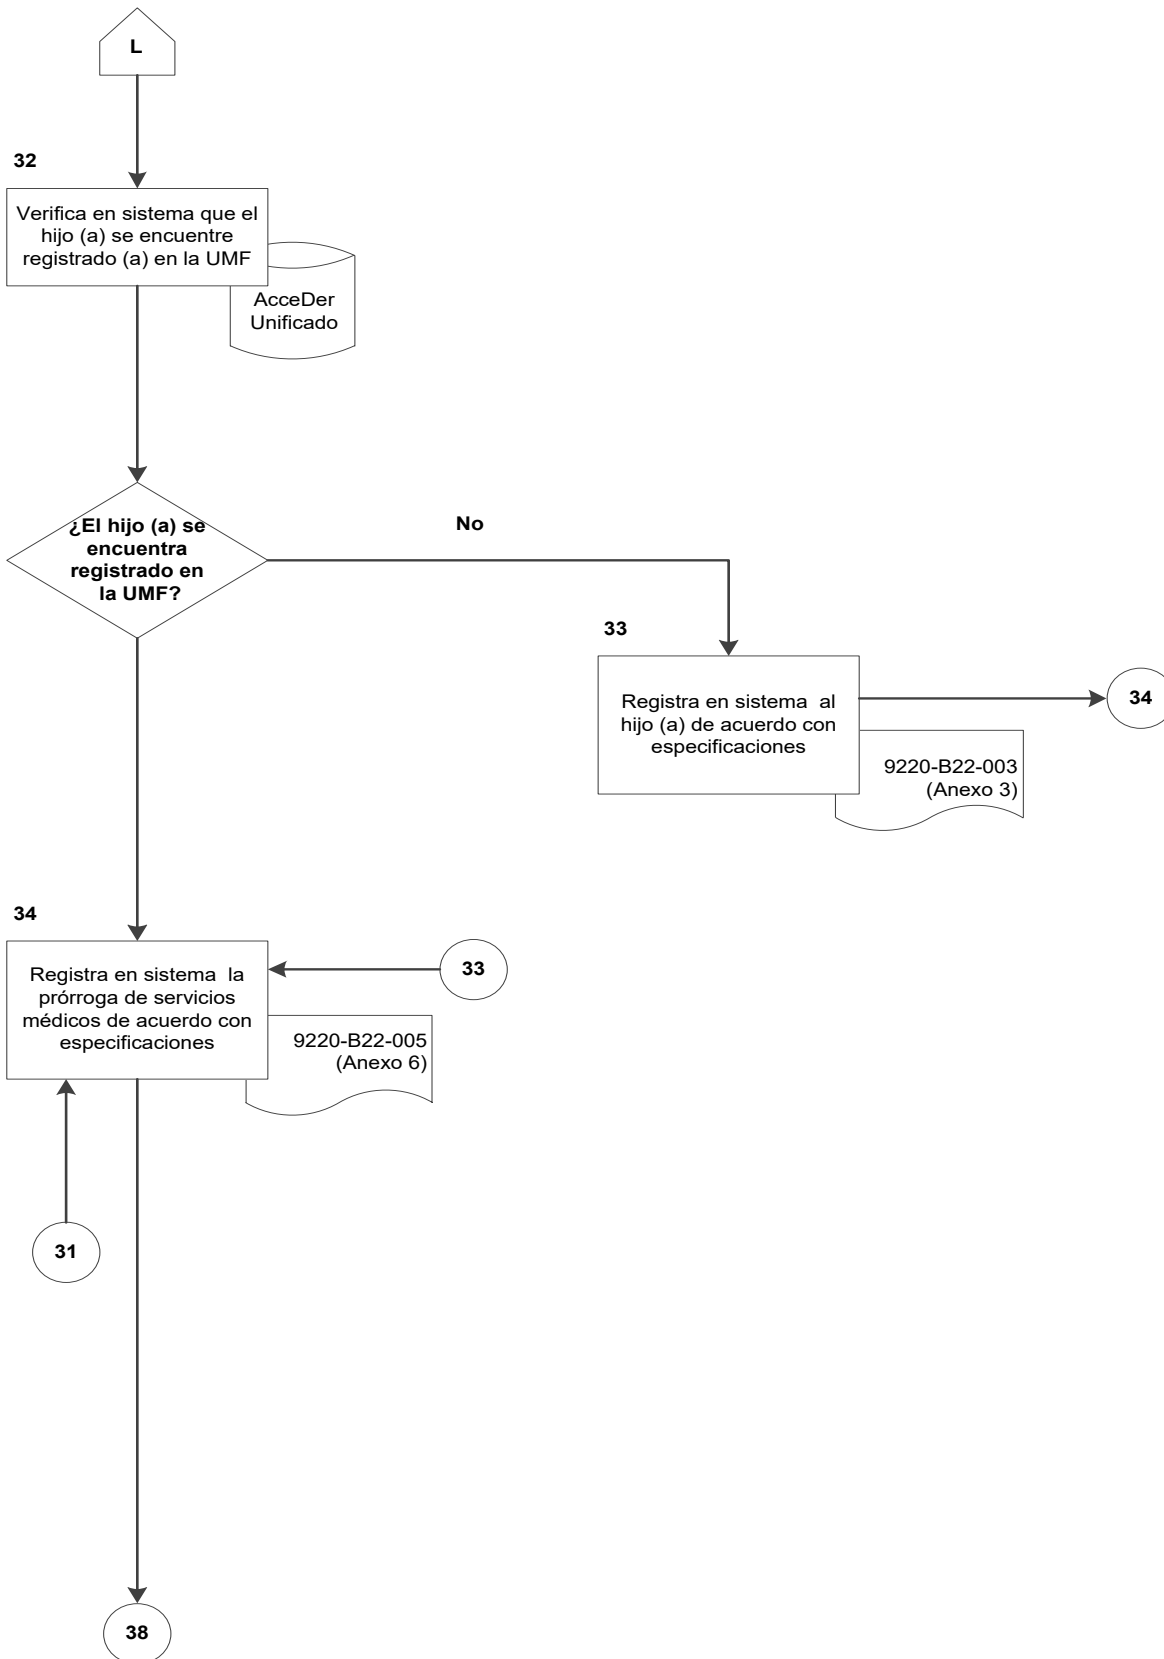 L
32
Verifica en sistema que el
hijo (a) se encuentre
registrado (a) en la UMF
AcceDer
Unificado
¿El hijo (a) se
encuentra
registrado en
la UMF?
No
33
Registra en sistema  al
hijo (a) de acuerdo con
especificaciones
34
9220-B22-003
(Anexo 3)
34
Registra en sistema  la
prórroga de servicios
médicos de acuerdo con
especificaciones
33
9220-B22-005
(Anexo 6)
31
38